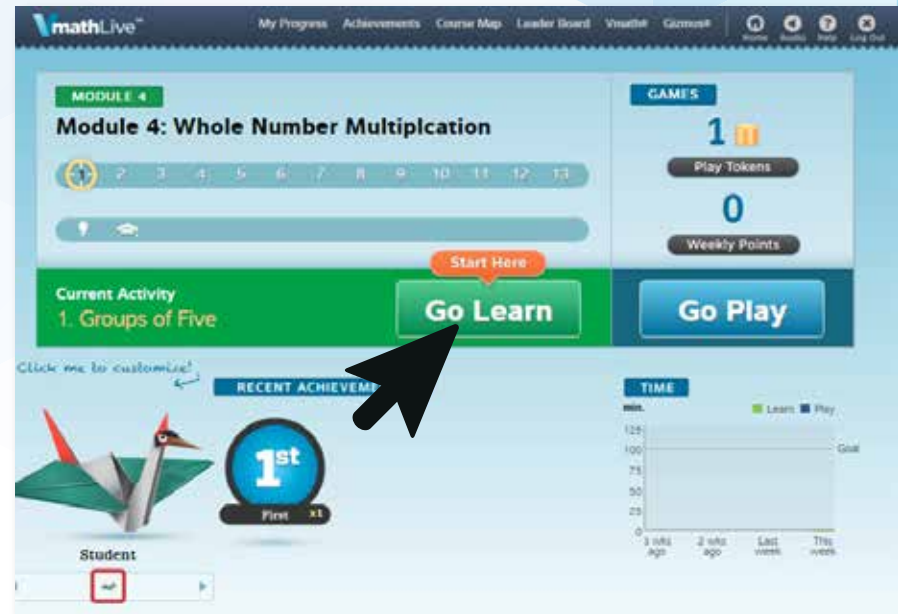 VmathLive™
My Progress Achievements Course Map Leader Board Vmath® Gizmos®
Home Audio Help Log Out
MODULE 4
Module 4: Whole Number Multiplcation
1 2 3 4 5 6 7 8 9 10 11 12 13
GAMES
1
Play Tokens
0
Weekly Points
Start Here
Current Activity
1. Groups of Five
Go Learn
Go Play
Click me to customize!
RECENT ACHIEVEME
1st
First x1
Student
TIME
min.
Learn Play
125
100
Goal
75
50
25
0
3 wks ago
2 wks ago
Last week
This week